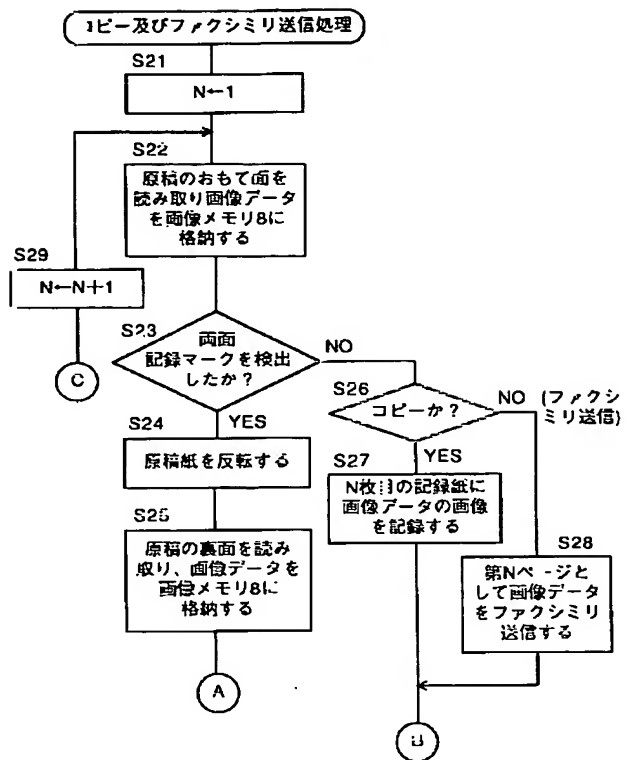 コピー及びファクシミリ送信処理
S21
N←1
S22
原稿のおもて面を
読み取り画像データ
を画像メモリ8に
格納する
S29
N←N+1
C
S23
両面
記録マークを検出
したか？
NO
YES
S24
原稿紙を反転する
S25
原稿の裏面を読み
取り、画像データを
画像メモリ8に
格納する
A
S26
コピーか？
NO (ファクシ
ミリ送信)
YES
S27
N枚目の記録紙に
画像データの画像
を記録する
S28
第Nページと
して画像データ
をファクシミリ
送信する
B